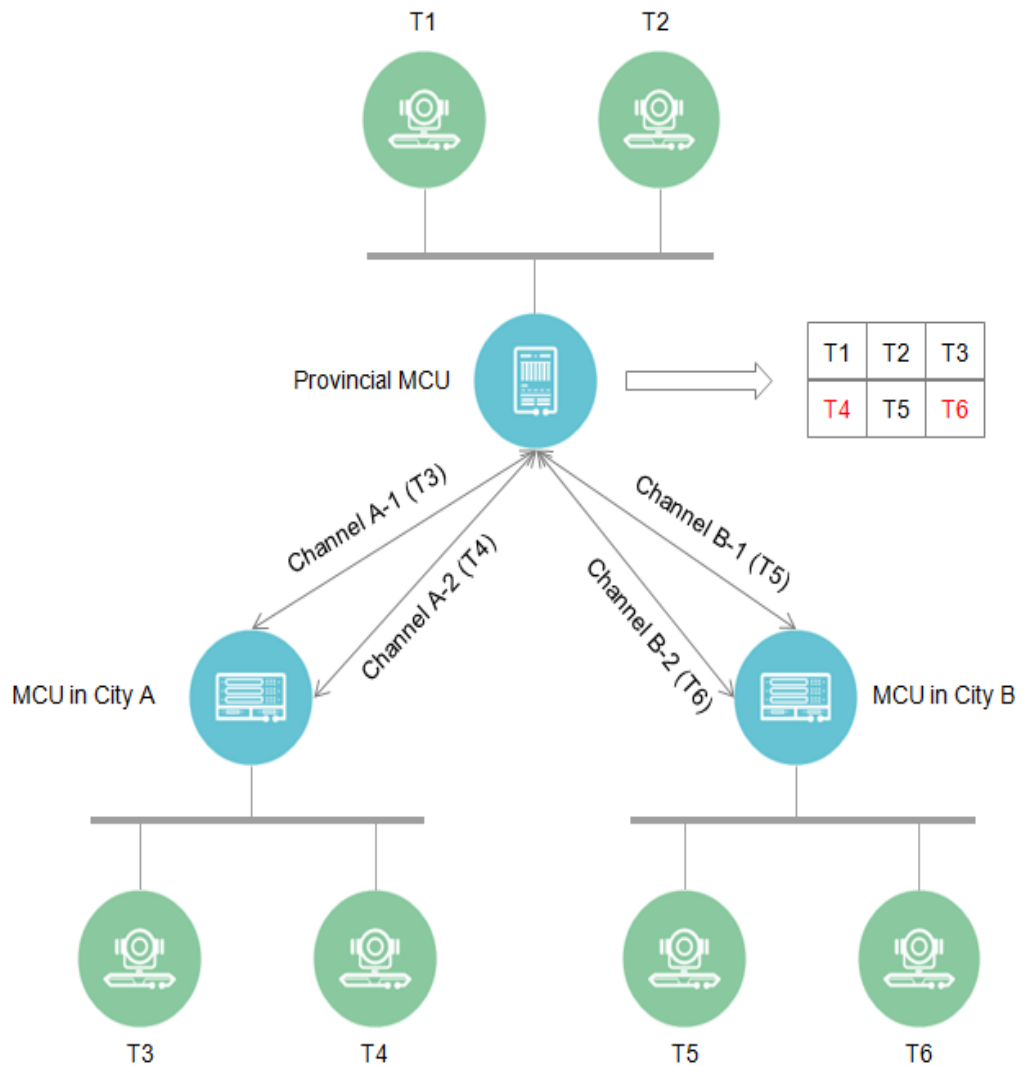 T1
T2
Provincial MCU
T1 T2 T3
T4 T5 T6
Channel A-1 (T3)
Channel A-2 (T4)
Channel B-1 (T5)
Channel B-2 (T6)
MCU in City A
MCU in City B
T3
T4
T5
T6